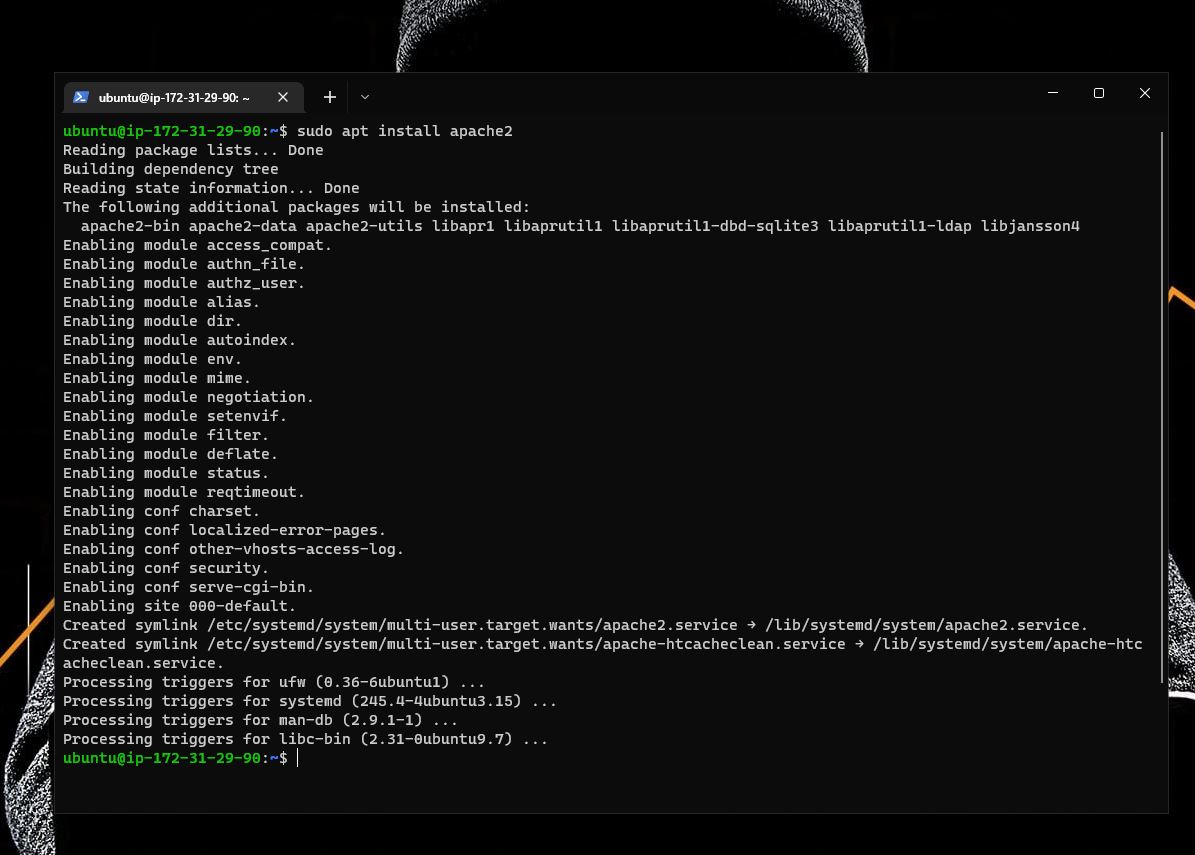 ubuntu@ip-172-31-29-90: ~
ubuntu@ip-172-31-29-90:~$ sudo apt install apache2
Reading package lists... Done
Building dependency tree
Reading state information... Done
The following additional packages will be installed:
  apache2-bin apache2-data apache2-utils libapr1 libaprutil1 libaprutil1-dbd-sqlite3 libaprutil1-ldap libjansson4
Enabling module access_compat.
Enabling module authn_file.
Enabling module authz_user.
Enabling module alias.
Enabling module dir.
Enabling module autoindex.
Enabling module env.
Enabling module mime.
Enabling module negotiation.
Enabling module setenvif.
Enabling module filter.
Enabling module deflate.
Enabling module status.
Enabling module reqtimeout.
Enabling conf charset.
Enabling conf localized-error-pages.
Enabling conf other-vhosts-access-log.
Enabling conf security.
Enabling conf serve-cgi-bin.
Enabling site 000-default.
Created symlink /etc/systemd/system/multi-user.target.wants/apache2.service → /lib/systemd/system/apache2.service.
Created symlink /etc/systemd/system/multi-user.target.wants/apache-htcacheclean.service → /lib/systemd/system/apache-htc
acheclean.service.
Processing triggers for ufw (0.36-6ubuntu1) ...
Processing triggers for systemd (245.4-4ubuntu3.15) ...
Processing triggers for man-db (2.9.1-1) ...
Processing triggers for libc-bin (2.31-0ubuntu9.7) ...
ubuntu@ip-172-31-29-90:~$